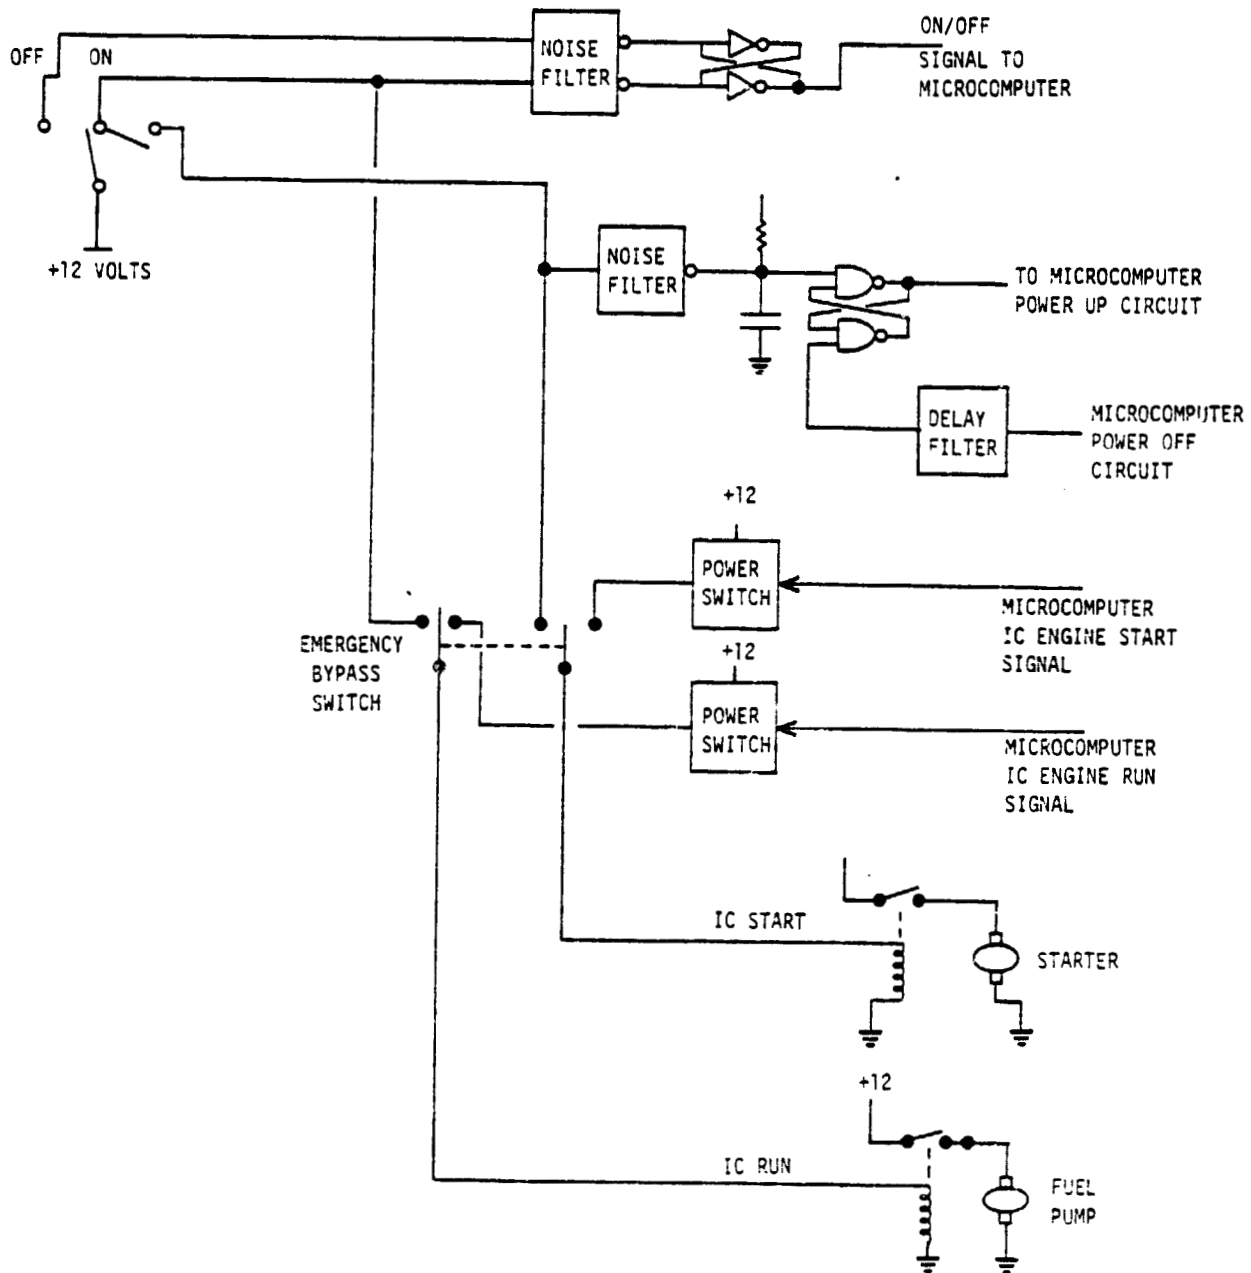 OFF
ON
+12 VOLTS
NOISE
FILTER
ON/OFF
SIGNAL TO
MICROCOMPUTER
NOISE
FILTER
TO MICROCOMPUTER
POWER UP CIRCUIT
DELAY
FILTER
MICROCOMPUTER
POWER OFF
CIRCUIT
+12
POWER
SWITCH
MICROCOMPUTER
IC ENGINE START
SIGNAL
EMERGENCY
BYPASS
SWITCH
+12
POWER
SWITCH
MICROCOMPUTER
IC ENGINE RUN
SIGNAL
IC START
STARTER
+12
IC RUN
FUEL
PUMP